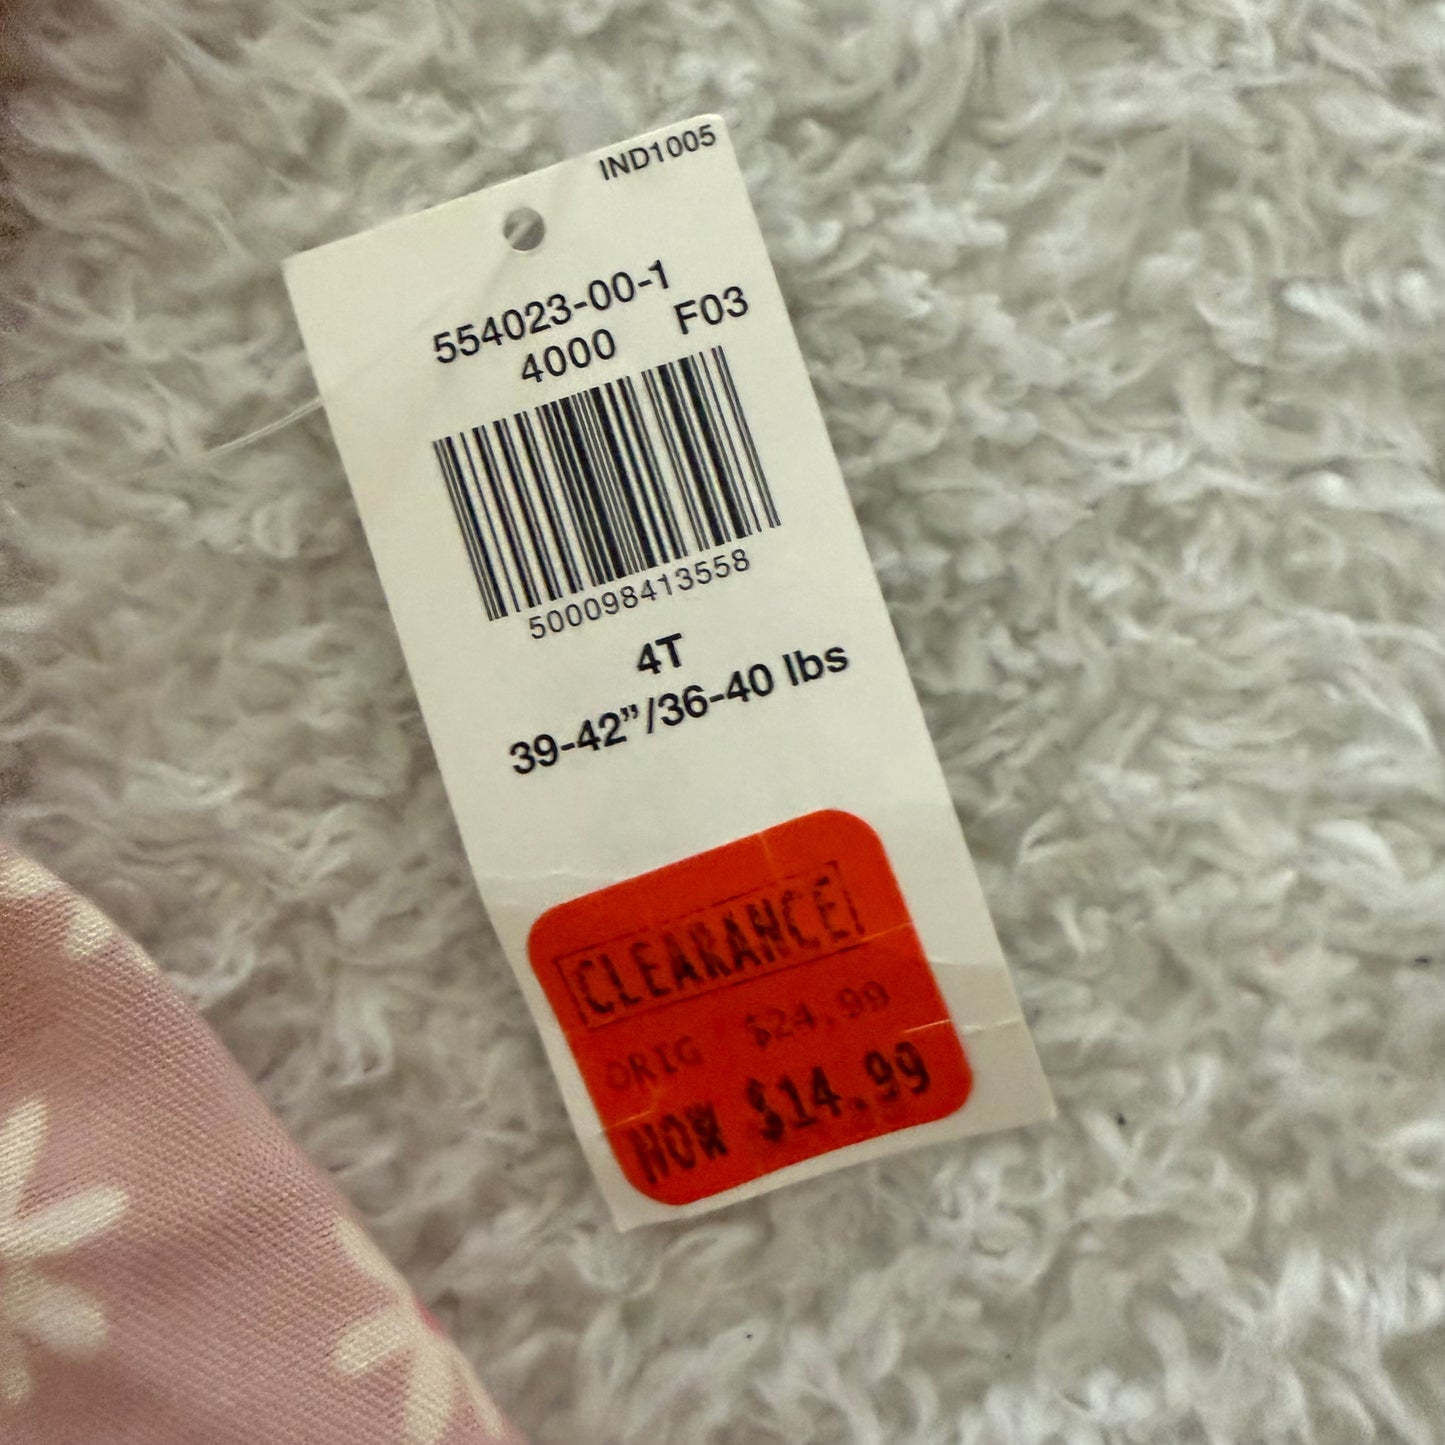 IND1005
554023-00-1
4000 F03
500098413558
4T
39-42”/36-40 lbs
CLEARANCE
ORIG $24.99
NOW $14.99